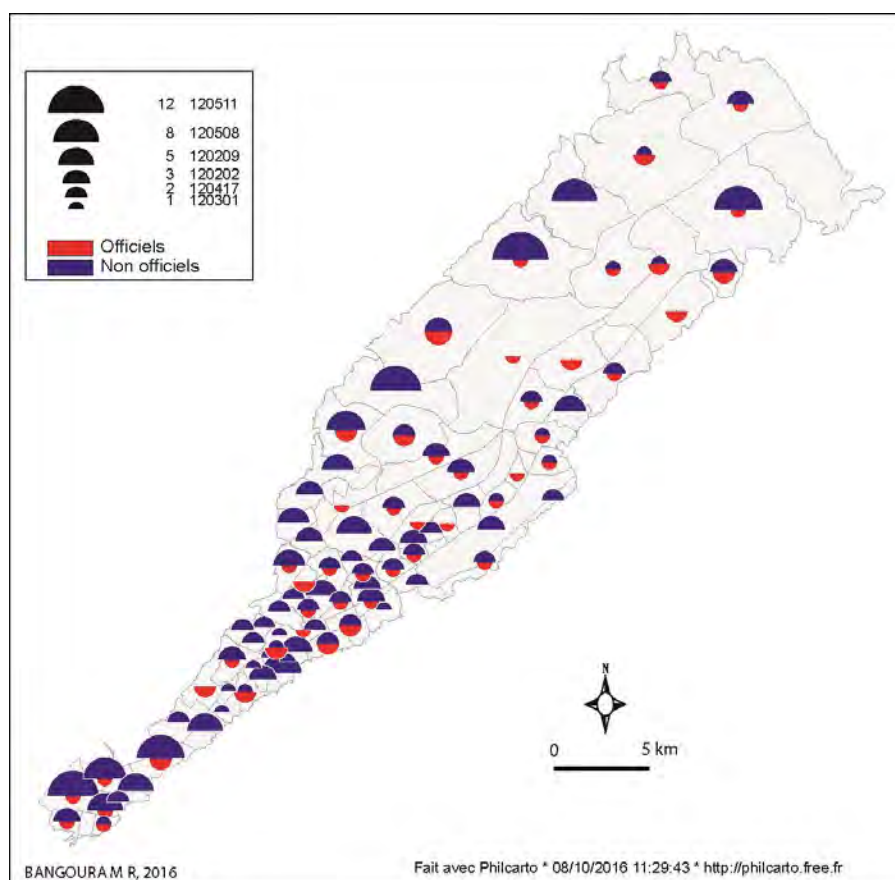 12 120511
8 120508
5 120209
3 120202
2 120417
1 120301
Officiels
Non officiels
N
0 5 km
BANGOURA M R, 2016
Fait avec Philcarto * 08/10/2016 11:29:43 * http://philcarto.free.fr